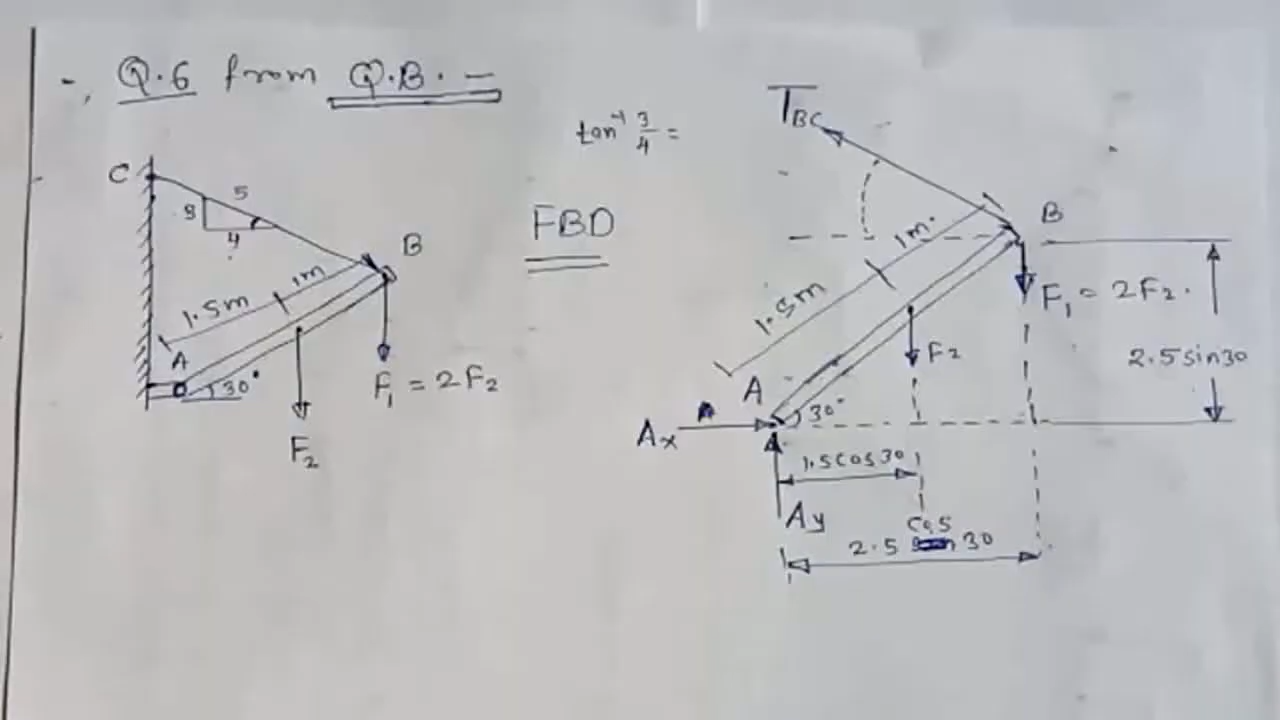 Q.6 from Q.B. -
tan⁻¹ 3/4 =
C
5
3
4
B
1m
1.5m
A
30°
F₁ = 2F₂
F₂
FBD
T_BC
B
1m.
1.5m
F₁ = 2F₂.
F₂
2.5 sin30
A
30°
Ax
1.5cos30
Ay
cos
2.5 30